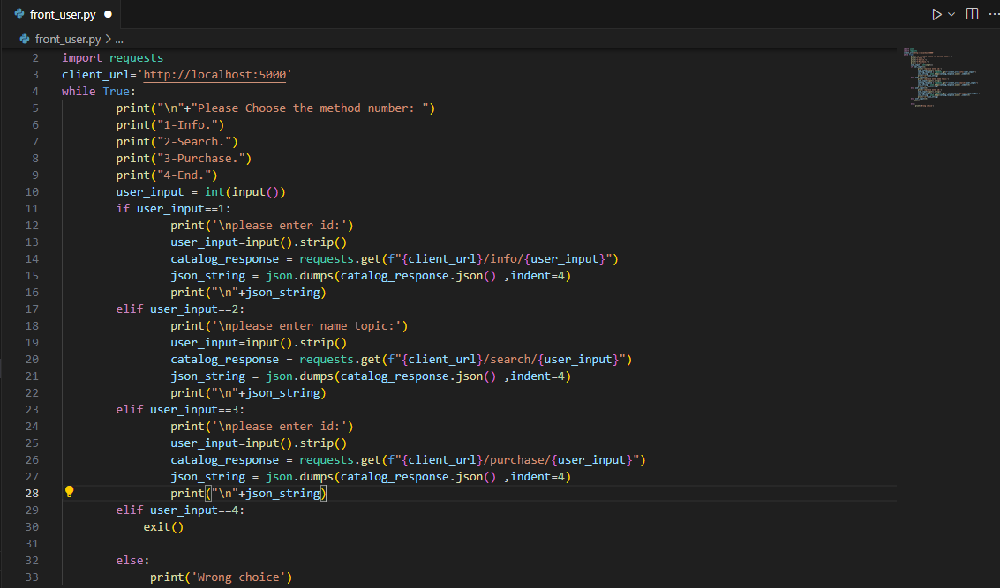 front_user.py
front_user.py > ...
2 import requests
3 client_url='http://localhost:5000'
4 while True:
5         print("\n"+"Please Choose the method number: ")
6         print("1-Info.")
7         print("2-Search.")
8         print("3-Purchase.")
9         print("4-End.")
10         user_input = int(input())
11         if user_input==1:
12                 print('\nplease enter id:')
13                 user_input=input().strip()
14                 catalog_response = requests.get(f"{client_url}/info/{user_input}")
15                 json_string = json.dumps(catalog_response.json() ,indent=4)
16                 print("\n"+json_string)
17         elif user_input==2:
18                 print('\nplease enter name topic:')
19                 user_input=input().strip()
20                 catalog_response = requests.get(f"{client_url}/search/{user_input}")
21                 json_string = json.dumps(catalog_response.json() ,indent=4)
22                 print("\n"+json_string)
23         elif user_input==3:
24                 print('\nplease enter id:')
25                 user_input=input().strip()
26                 catalog_response = requests.get(f"{client_url}/purchase/{user_input}")
27                 json_string = json.dumps(catalog_response.json() ,indent=4)
28                 print("\n"+json_string)
29         elif user_input==4:
30             exit()
31
32         else:
33              print('Wrong choice')